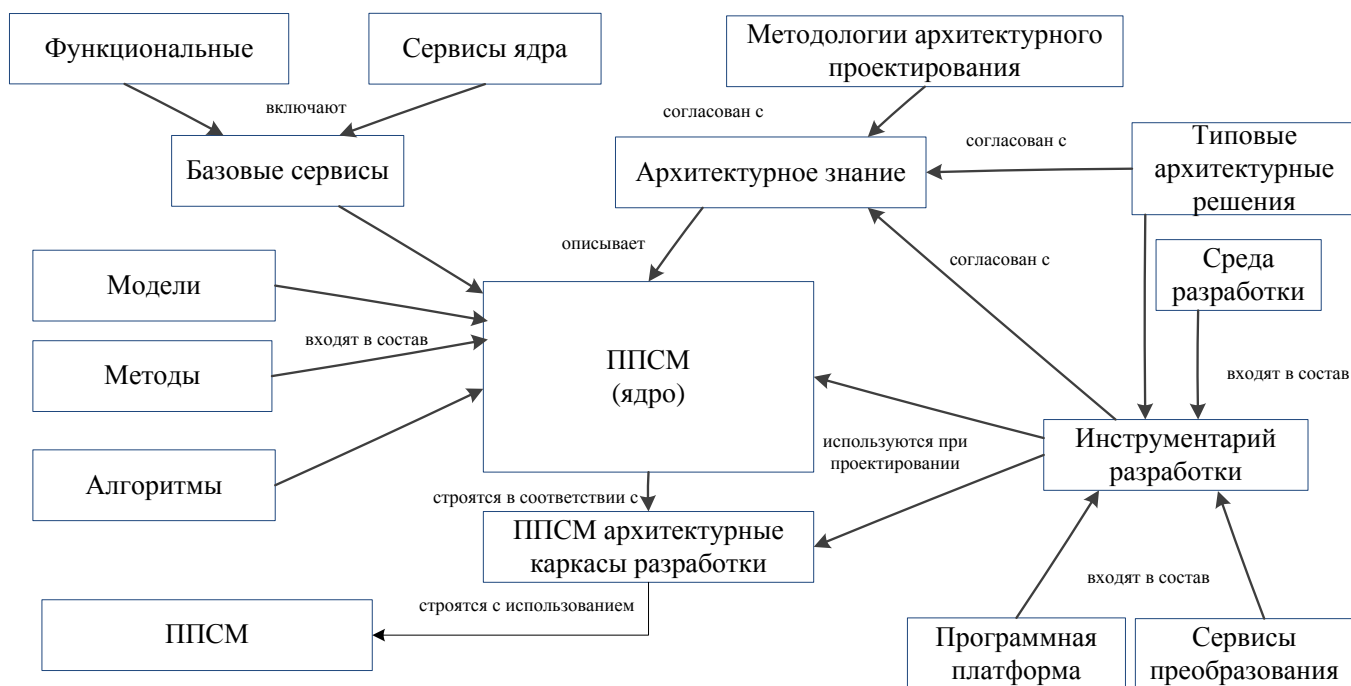 Функциональные
Сервисы ядра
Методологии архитектурного
проектирования
включают
согласован с
Базовые сервисы
Архитектурное знание
согласован с
Типовые
архитектурные
решения
описывает
согласован с
Среда
разработки
Модели
входят в состав
Методы
ППСМ
(ядро)
входят в состав
используются при
проектировании
Инструментарий
разработки
Алгоритмы
строятся в соответствии с
ППСМ архитектурные
каркасы разработки
входят в состав
строятся с использованием
ППСМ
Программная
платформа
Сервисы
преобразования